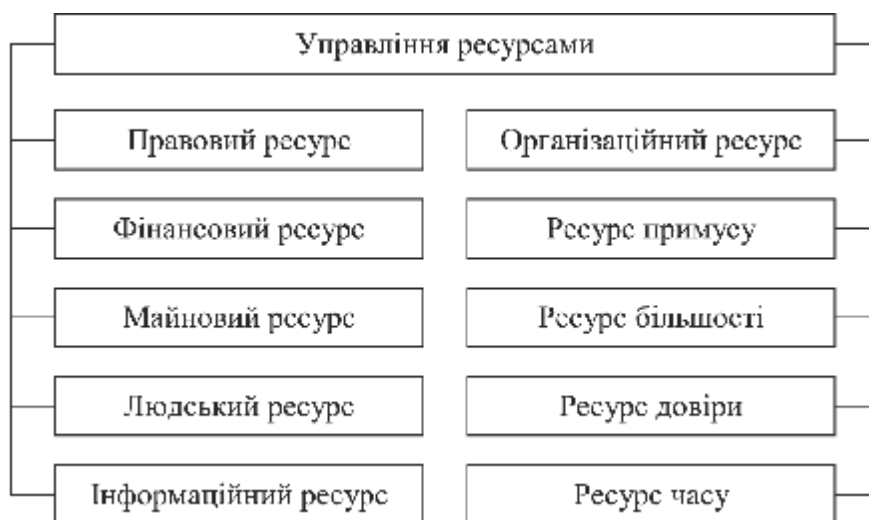 Управління ресурсами
Правовий ресурс
Організаційний ресурс
Фінансовий ресурс
Ресурс примусу
Майновий ресурс
Ресурс більшості
Людський ресурс
Ресурс довіри
Інформаційний ресурс
Ресурс часу